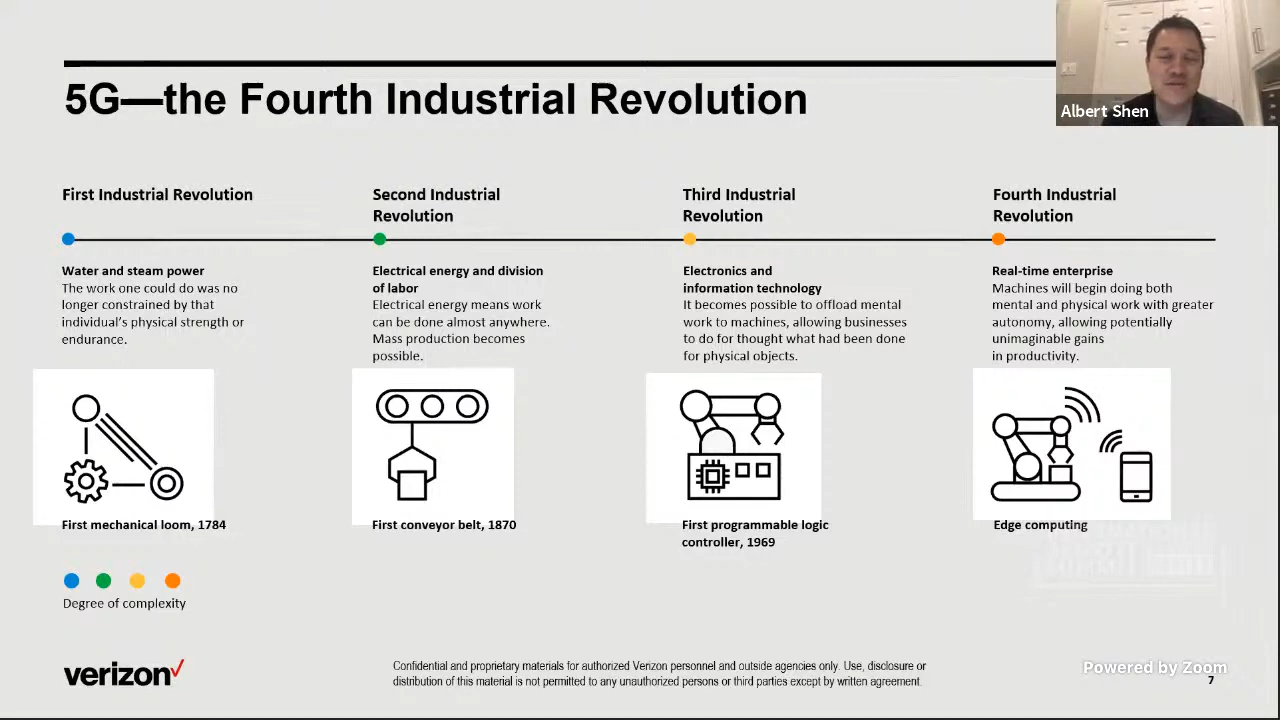 5G—the Fourth Industrial Revolution
Albert Shen
First Industrial Revolution
Water and steam power
The work one could do was no
longer constrained by that
individual's physical strength or
endurance.
First mechanical loom, 1784
Second Industrial
Revolution
Electrical energy and division
of labor
Electrical energy means work
can be done almost anywhere.
Mass production becomes
possible.
First conveyor belt, 1870
Third Industrial
Revolution
Electronics and
information technology
It becomes possible to offload mental
work to machines, allowing businesses
to do for thought what had been done
for physical objects.
First programmable logic
controller, 1969
Fourth Industrial
Revolution
Real-time enterprise
Machines will begin doing both
mental and physical work with greater
autonomy, allowing potentially
unimaginable gains
in productivity.
Edge computing
Degree of complexity
verizon
Confidential and proprietary materials for authorized Verizon personnel and outside agencies only. Use, disclosure or
distribution of this material is not permitted to any unauthorized persons or third parties except by written agreement.
Powered by Zoom
7